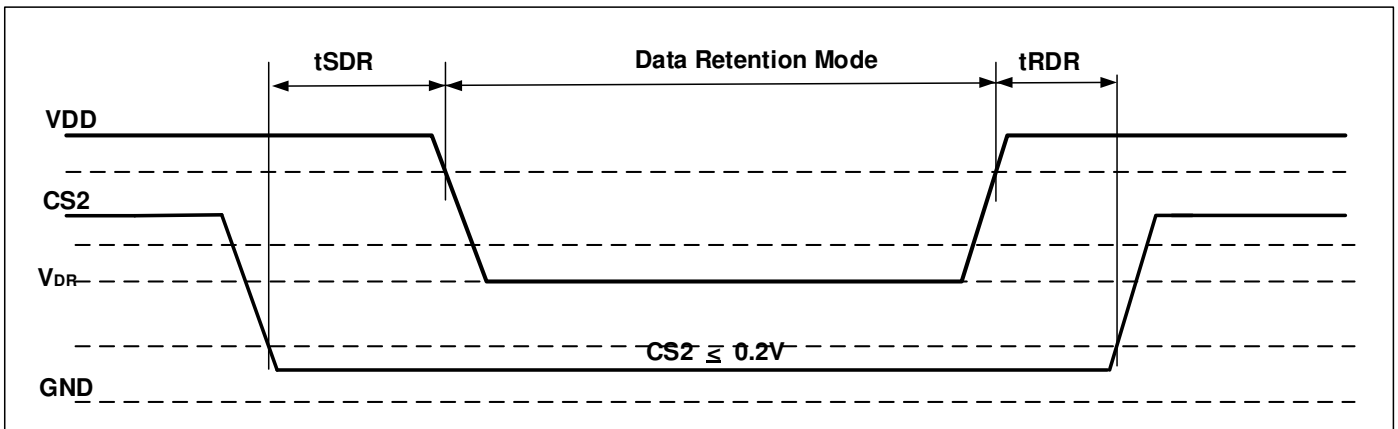 tSDR
Data Retention Mode
tRDR
VDD
CS2
VDR
CS2 ≤ 0.2V
GND